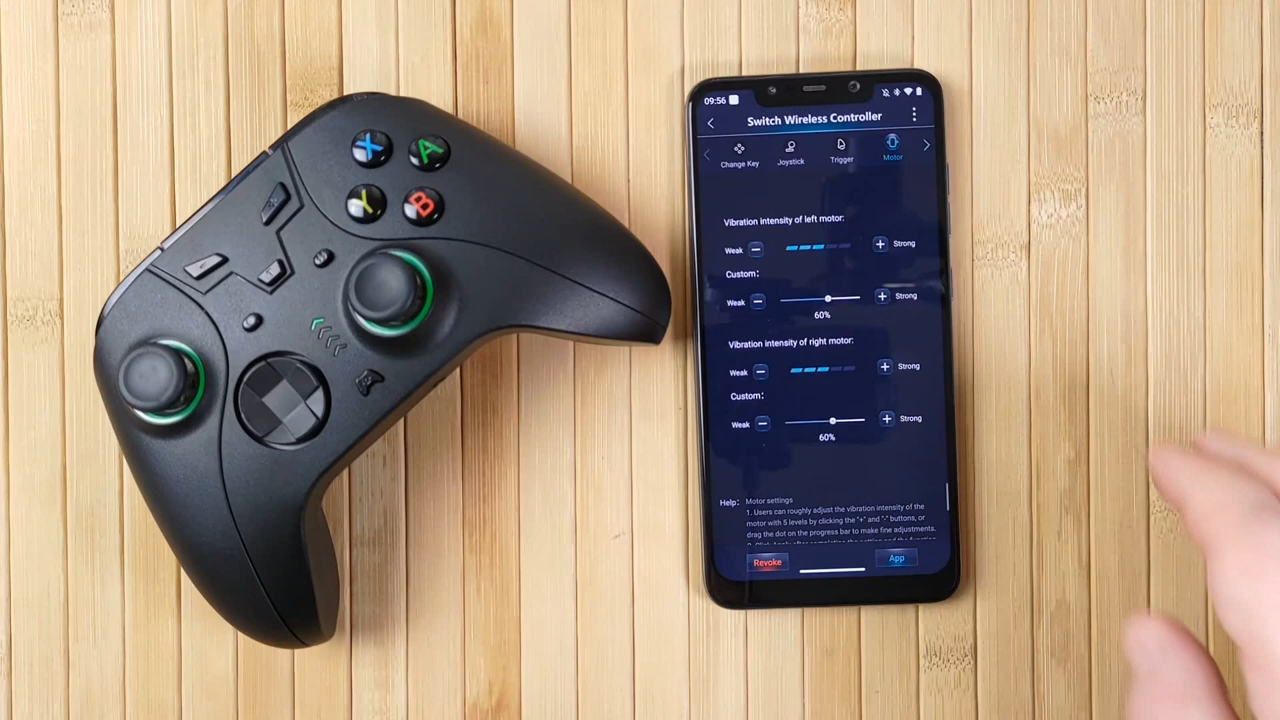 X
A
Y
B
09:56
Switch Wireless Controller
Change Key
Joystick
Trigger
Motor
Vibration intensity of left motor:
Weak
Strong
Custom:
Weak
Strong
60%
Vibration intensity of right motor:
Weak
Strong
Custom:
Weak
Strong
60%
Help: Motor settings
1. Users can roughly adjust the vibration intensity of the
motor with 5 levels by clicking the "+" and "-" buttons, or
drag the dot on the progress bar to make fine adjustments.
Revoke
App